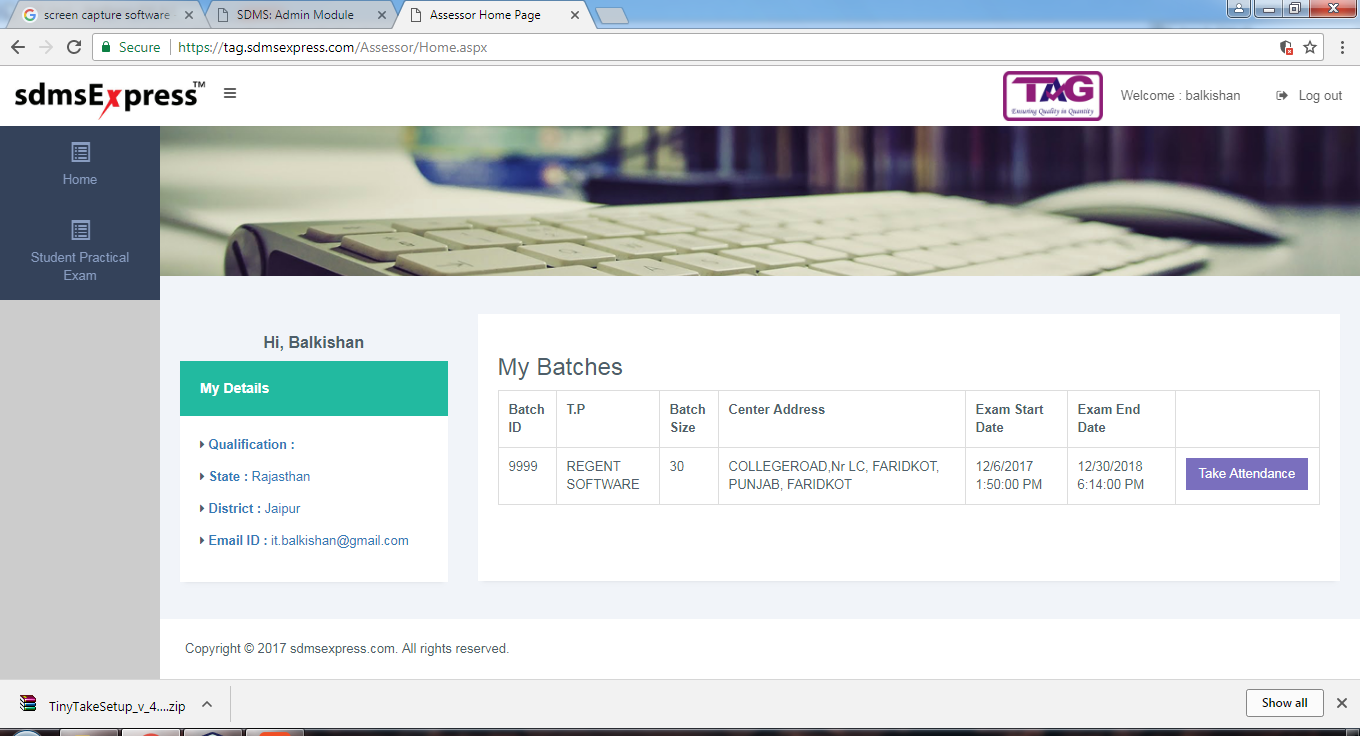 screen capture software
SDMS: Admin Module
Assessor Home Page
Secure
https://tag.sdmsexpress.com/Assessor/Home.aspx
sdmsExpress™
TAG
Ensuring Quality in Quantity
Welcome : balkishan
Log out
Home
Student Practical
Exam
Hi, Balkishan
My Details
Qualification :
State : Rajasthan
District : Jaipur
Email ID : it.balkishan@gmail.com
My Batches
Batch ID T.P Batch Size Center Address Exam Start Date Exam End Date
9999 REGENT SOFTWARE 30 COLLEGEROAD,Nr LC, FARIDKOT, PUNJAB, FARIDKOT 12/6/2017 1:50:00 PM 12/30/2018 6:14:00 PM Take Attendance
Copyright © 2017 sdmsexpress.com. All rights reserved.
TinyTakeSetup_v_4....zip
Show all